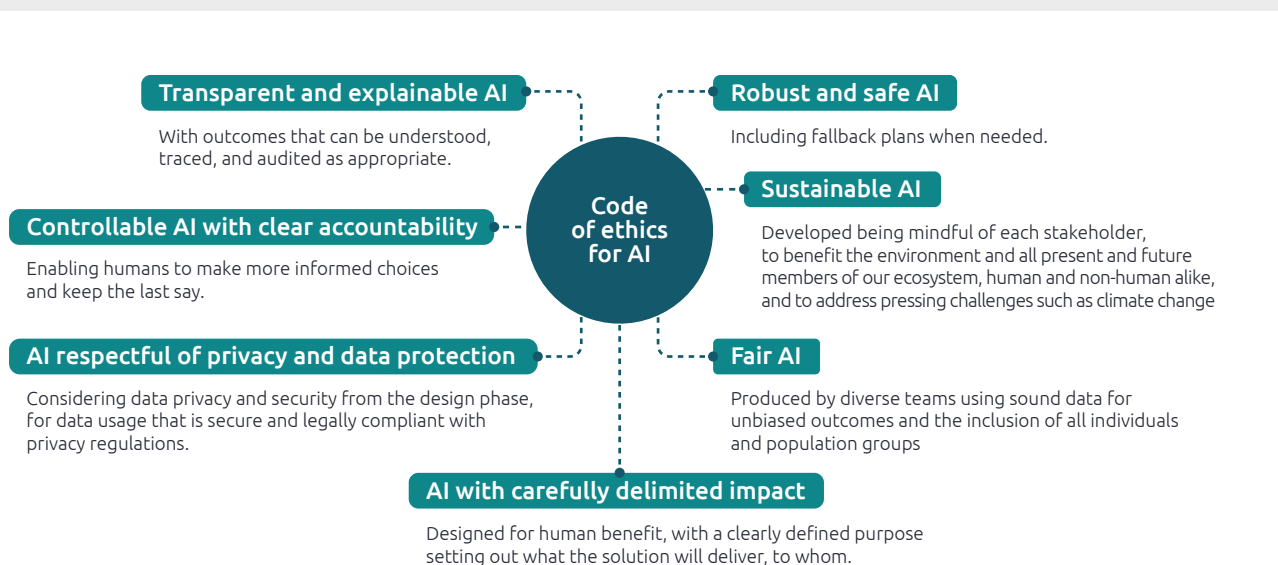 Transparent and explainable AI
With outcomes that can be understood,
traced, and audited as appropriate.
Robust and safe AI
Including fallback plans when needed.
Sustainable AI
Developed being mindful of each stakeholder,
to benefit the environment and all present and future
members of our ecosystem, human and non-human alike,
and to address pressing challenges such as climate change
Code
of ethics
for AI
Controllable AI with clear accountability
Enabling humans to make more informed choices
and keep the last say.
AI respectful of privacy and data protection
Considering data privacy and security from the design phase,
for data usage that is secure and legally compliant with
privacy regulations.
Fair AI
Produced by diverse teams using sound data for
unbiased outcomes and the inclusion of all individuals
and population groups
AI with carefully delimited impact
Designed for human benefit, with a clearly defined purpose
setting out what the solution will deliver, to whom.